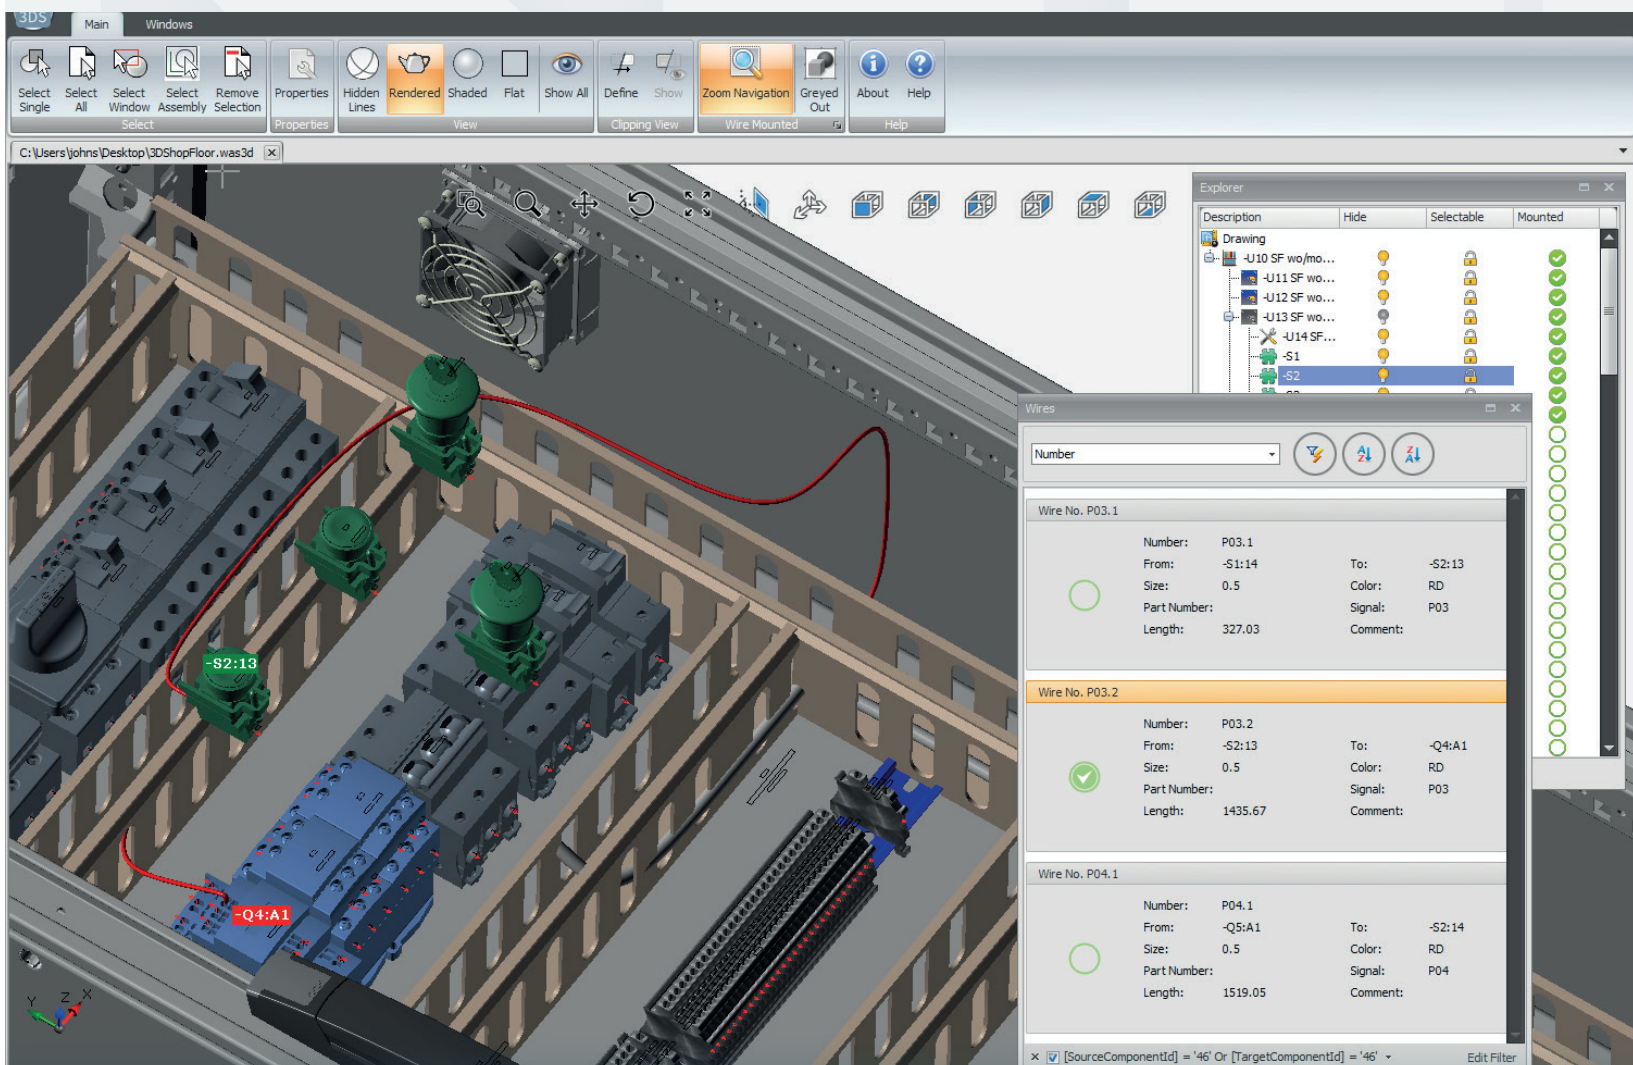 3DS
Main Windows
Select Single
Select All
Select Window
Select Assembly
Remove Selection
Properties
Hidden Lines
Rendered
Shaded
Flat
Show All
Define
Show
Zoom Navigation
Greyed Out
About
Help
Select
Properties
View
Clipping View
Wire Mounted
Help
C:\Users\johns\Desktop\3DShopFloor.was3d
Explorer
Description Hide Selectable Mounted
Drawing
-U10 SF wo/mo...
-U11 SF wo...
-U12 SF wo...
-U13 SF wo...
-U14 SF...
-S1
-S2
Wires
Number
Wire No. P03.1
Number: P03.1
From: -S1:14 To: -S2:13
Size: 0.5 Color: RD
Part Number: Signal: P03
Length: 327.03 Comment:
Wire No. P03.2
Number: P03.2
From: -S2:13 To: -Q4:A1
Size: 0.5 Color: RD
Part Number: Signal: P03
Length: 1435.67 Comment:
Wire No. P04.1
Number: P04.1
From: -Q5:A1 To: -S2:14
Size: 0.5 Color: RD
Part Number: Signal: P04
Length: 1519.05 Comment:
[SourceComponentId] = '46' Or [TargetComponentId] = '46' Edit Filter
-S2:13
-Q4:A1
Y Z X